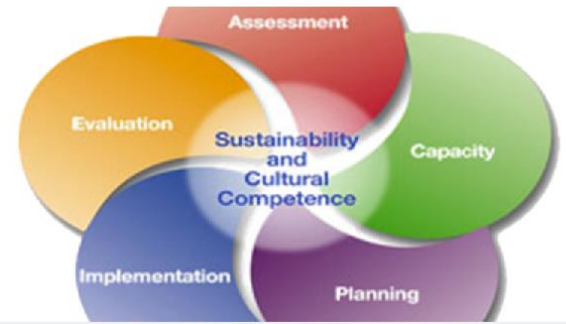 Assessment
Evaluation
Sustainability
and
Cultural
Competence
Capacity
Implementation
Planning